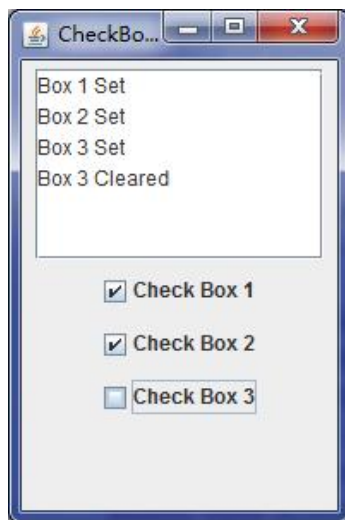 CheckBo...
Box 1 Set
Box 2 Set
Box 3 Set
Box 3 Cleared
Check Box 1
Check Box 2
Check Box 3